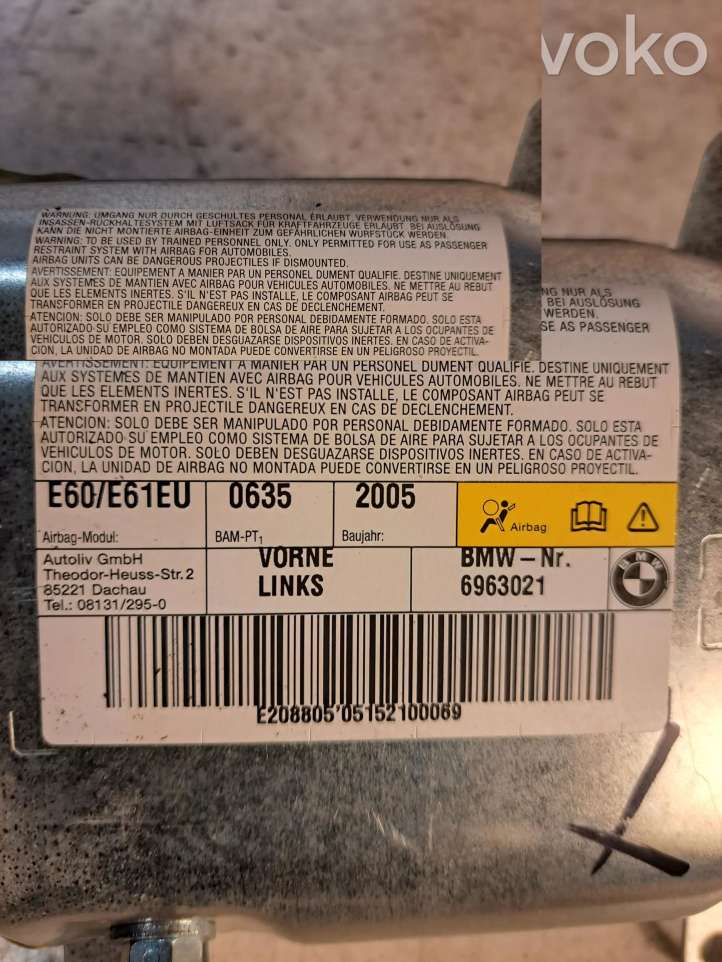 voko
WARNUNG: UMGANG NUR DURCH GESCHULTES PERSONAL ERLAUBT. VERWENDUNG NUR ALS
INSASSEN-RÜCKHALTESYSTEM MIT LUFTSACK FÜR KRAFTFAHRZEUGE ERLAUBT. BEI AUSLÖSUNG
KANN DIE NICHT MONTIERTE AIRBAG-EINHEIT ZUM GEFÄHRLICHEN WURFSTÜCK WERDEN.
WARNING: TO BE USED BY TRAINED PERSONNEL ONLY. ONLY PERMITTED FOR USE AS PASSENGER
RESTRAINT SYSTEM WITH AIRBAG FOR AUTOMOBILES.
AIRBAG UNITS CAN BE DANGEROUS PROJECTILES IF DISMOUNTED.
AVERTISSEMENT: EQUIPEMENT A MANIER PAR UN PERSONEL DUMENT QUALIFIE. DESTINE UNIQUEMENT
AUX SYSTEMES DE MANTIEN AVEC AIRBAG POUR VEHICULES AUTOMOBILES. NE METTRE AU REBUT
QUE LES ELEMENTS INERTES. S'IL N'EST PAS INSTALLE, LE COMPOSANT AIRBAG PEUT SE
TRANSFORMER EN PROJECTILE DANGEREUX EN CAS DE DECLENCHEMENT.
ATENCION: SOLO DEBE SER MANIPULADO POR PERSONAL DEBIDAMENTE FORMADO. SOLO ESTA
AUTORIZADO SU EMPLEO COMO SISTEMA DE BOLSA DE AIRE PARA SUJETAR A LOS OCUPANTES DE
VEHICULOS DE MOTOR. SOLO DEBEN DESGUAZARSE DISPOSITIVOS INERTES. EN CASO DE ACTIVA-
CION, LA UNIDAD DE AIRBAG NO MONTADA PUEDE CONVERTIRSE EN UN PELIGROSO PROYECTIL.
NUR ALS
BEI AUSLÖSUNG
WERDEN.
SE AS PASSENGER
AVERTISSEMENT: EQUIPEMENT A MANIER PAR UN PERSONEL DUMENT QUALIFIE. DESTINE UNIQUEMENT
AUX SYSTEMES DE MANTIEN AVEC AIRBAG POUR VEHICULES AUTOMOBILES. NE METTRE AU REBUT
QUE LES ELEMENTS INERTES. S'IL N'EST PAS INSTALLE, LE COMPOSANT AIRBAG PEUT SE
TRANSFORMER EN PROJECTILE DANGEREUX EN CAS DE DECLENCHEMENT.
ATENCION: SOLO DEBE SER MANIPULADO POR PERSONAL DEBIDAMENTE FORMADO. SOLO ESTA
AUTORIZADO SU EMPLEO COMO SISTEMA DE BOLSA DE AIRE PARA SUJETAR A LOS OCUPANTES DE
VEHICULOS DE MOTOR. SOLO DEBEN DESGUAZARSE DISPOSITIVOS INERTES. EN CASO DE ACTIVA-
CION, LA UNIDAD DE AIRBAG NO MONTADA PUEDE CONVERTIRSE EN UN PELIGROSO PROYECTIL.
E60/E61EU 0635 2005
Airbag-Modul: BAM-PT1 Baujahr: Airbag
Autoliv GmbH VORNE BMW-Nr. BMW
Theodor-Heuss-Str.2 LINKS 6963021
85221 Dachau
Tel.: 08131/295-0
E208805'05152100069